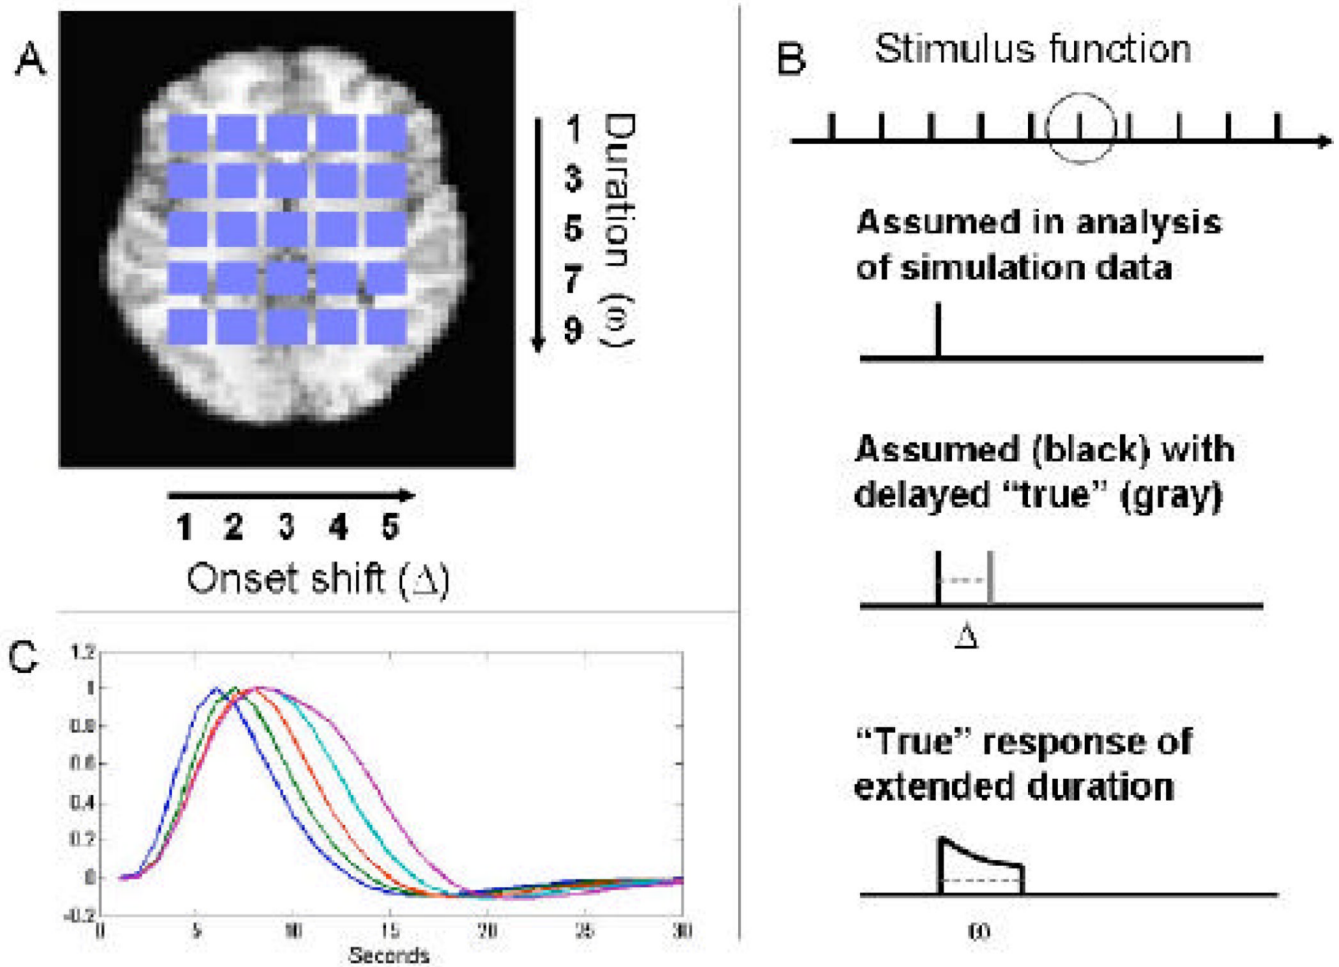 A
1
3
5
7
9
Duration (ω)
1 2 3 4 5
Onset shift (Δ)
B
Stimulus function
Assumed in analysis
of simulation data
Assumed (black) with
delayed “true” (gray)
Δ
“True” response of
extended duration
ω
C
1.2
1
0.8
0.6
0.4
0.2
0
-0.2
0 5 10 15 20 25 30
Seconds